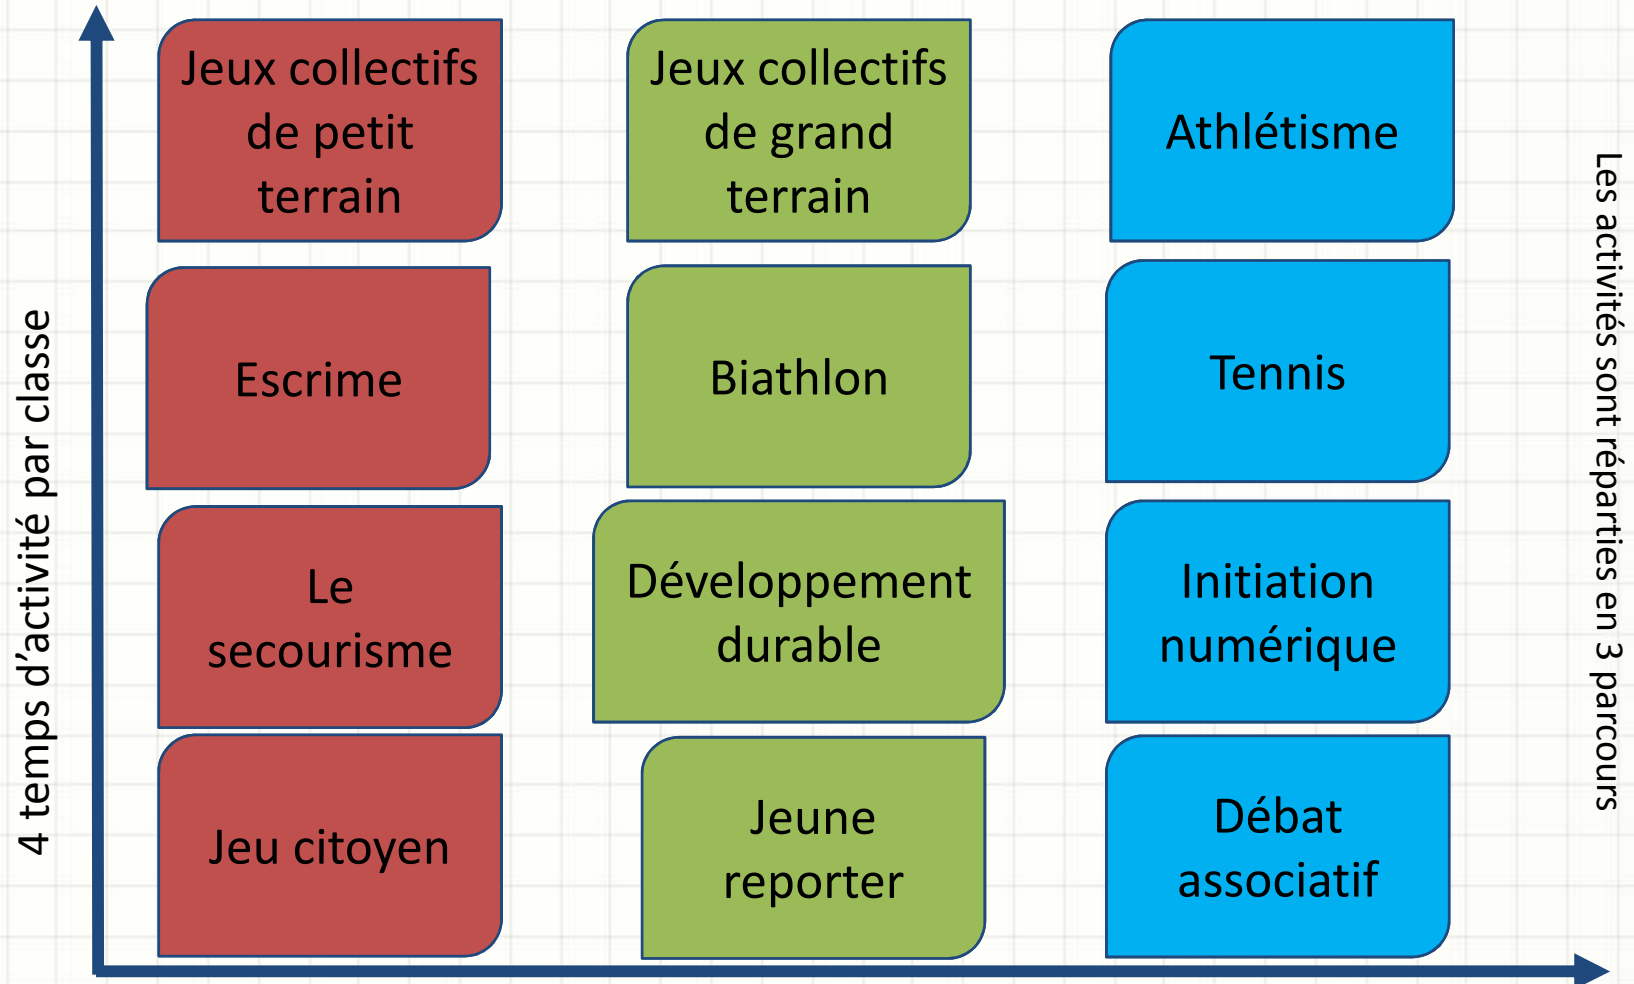 4 temps d’activité par classe
Jeux collectifs
de petit
terrain
Jeux collectifs
de grand
terrain
Athlétisme
Escrime
Biathlon
Tennis
Le
secourisme
Développement
durable
Initiation
numérique
Jeu citoyen
Jeune
reporter
Débat
associatif
Les activités sont réparties en 3 parcours